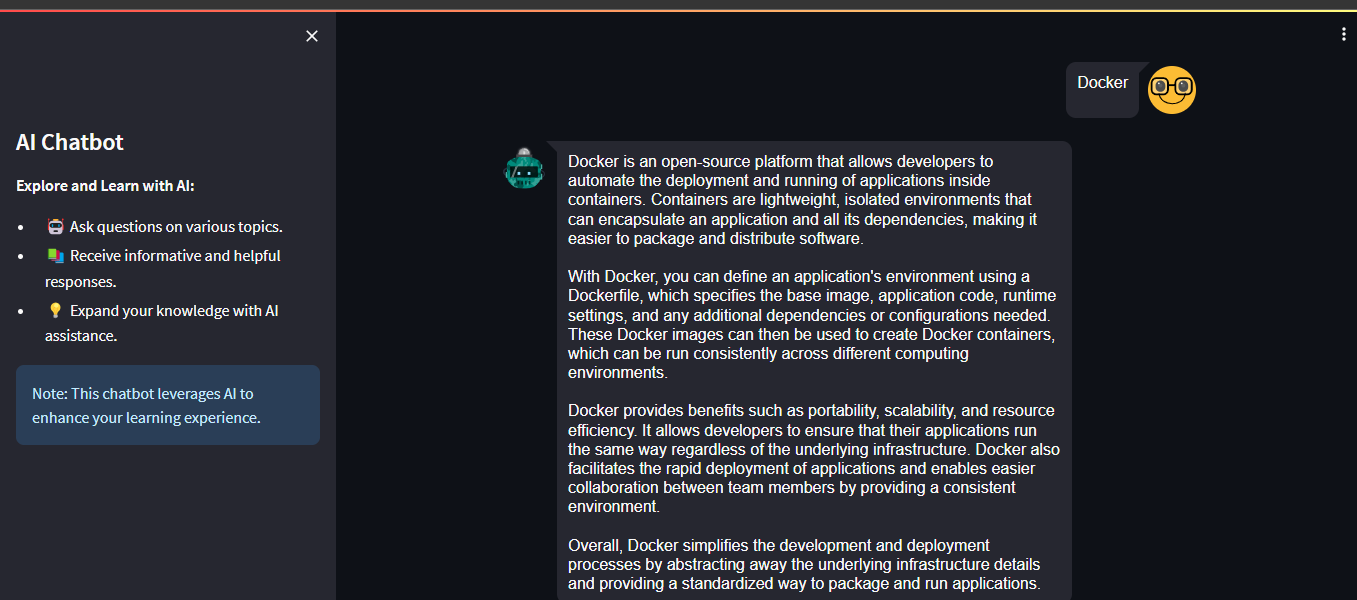 AI Chatbot
Explore and Learn with AI:
Ask questions on various topics.
Receive informative and helpful
responses.
Expand your knowledge with AI
assistance.
Note: This chatbot leverages AI to
enhance your learning experience.
Docker
Docker is an open-source platform that allows developers to
automate the deployment and running of applications inside
containers. Containers are lightweight, isolated environments that
can encapsulate an application and all its dependencies, making it
easier to package and distribute software.
With Docker, you can define an application's environment using a
Dockerfile, which specifies the base image, application code, runtime
settings, and any additional dependencies or configurations needed.
These Docker images can then be used to create Docker containers,
which can be run consistently across different computing
environments.
Docker provides benefits such as portability, scalability, and resource
efficiency. It allows developers to ensure that their applications run
the same way regardless of the underlying infrastructure. Docker also
facilitates the rapid deployment of applications and enables easier
collaboration between team members by providing a consistent
environment.
Overall, Docker simplifies the development and deployment
processes by abstracting away the underlying infrastructure details
and providing a standardized way to package and run applications.